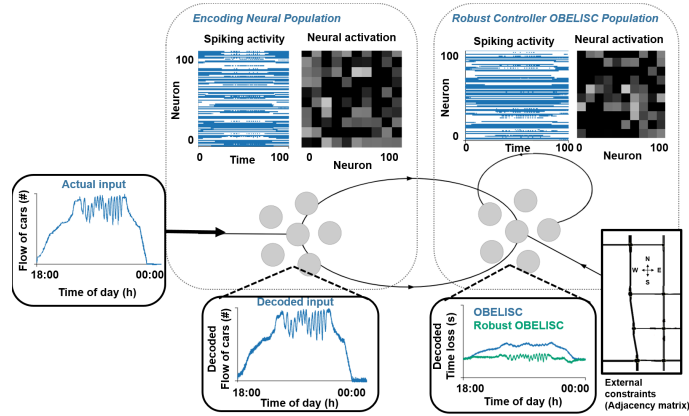 Encoding Neural Population
Robust Controller OBELISC Population
Spiking activity
Neural activation
Spiking activity
Neural activation
100
Neuron
0
0
Time
100
0
Neuron
100
100
Neuron
0
0
Time
100
0
Neuron
100
Actual input
Flow of cars (#)
18:00
00:00
Time of day (h)
Decoded input
Decoded
Flow of cars (#)
18:00
00:00
Time of day (h)
OBELISC
Robust OBELISC
Decoded
Time loss (s)
18:00
00:00
Time of day (h)
N
W
E
S
External
constraints
(Adjacency matrix)